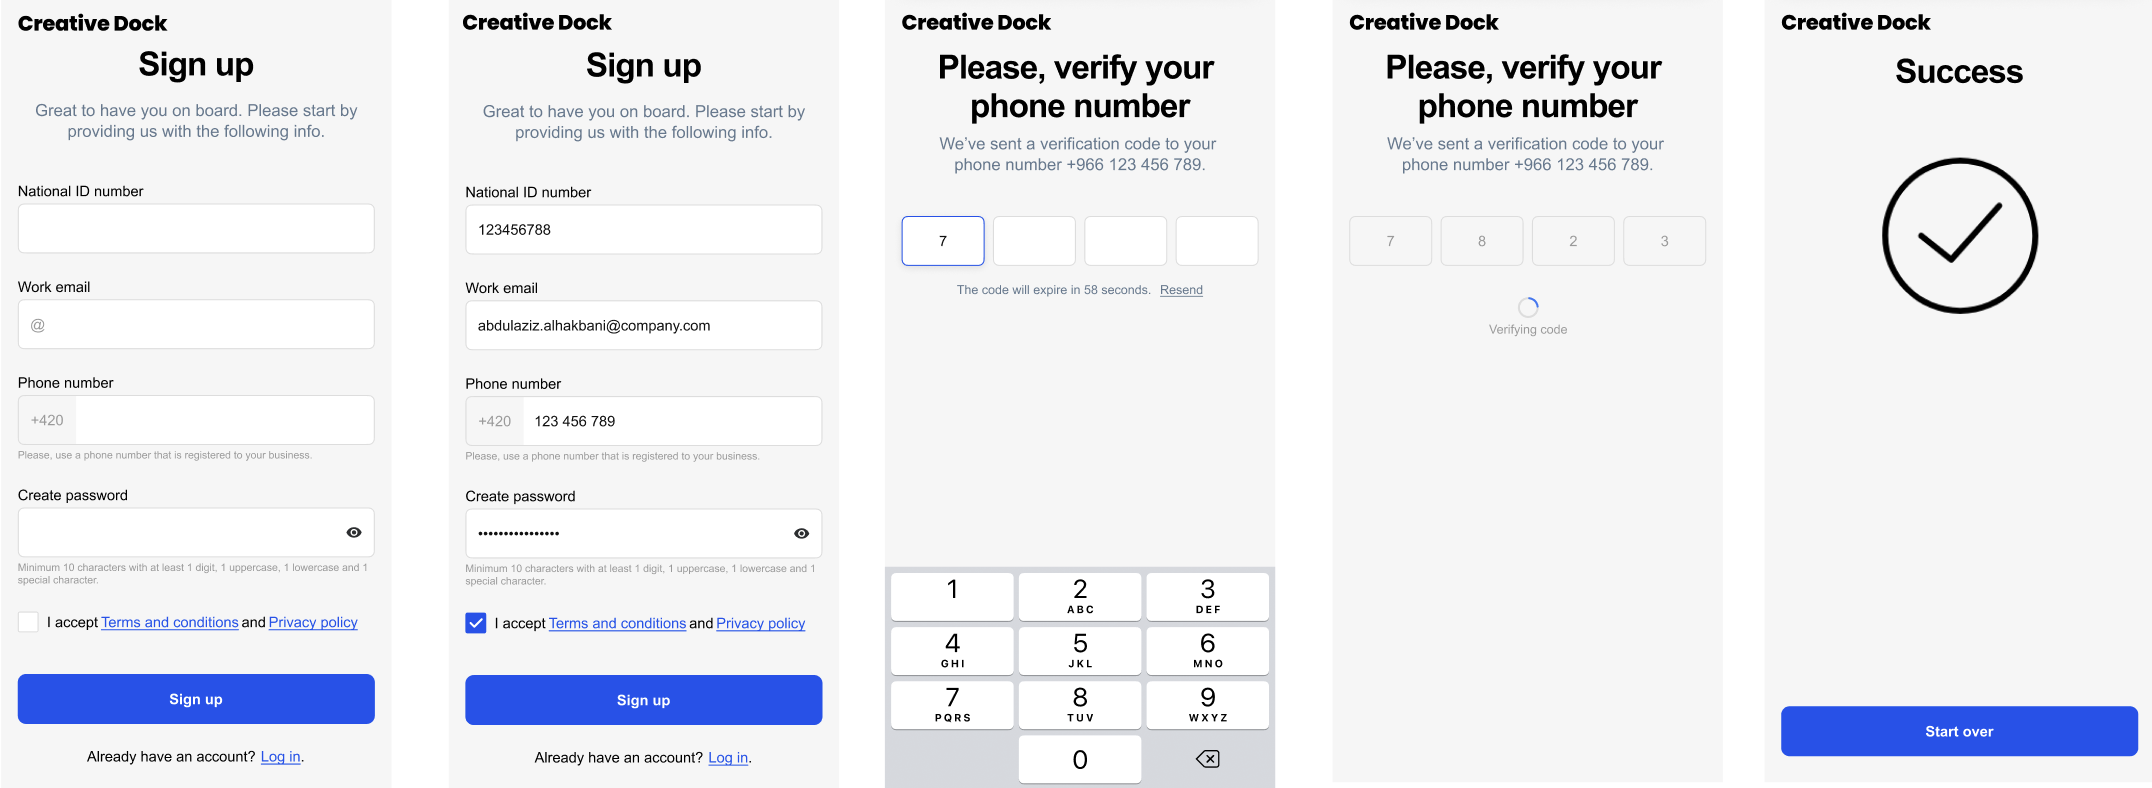 Creative Dock
Sign up
Great to have you on board. Please start by
providing us with the following info.
National ID number
Work email
@
Phone number
+420
Please, use a phone number that is registered to your business.
Create password
Minimum 10 characters with at least 1 digit, 1 uppercase, 1 lowercase and 1
special character.
I accept Terms and conditions and Privacy policy
Sign up
Already have an account? Log in.
Creative Dock
Sign up
Great to have you on board. Please start by
providing us with the following info.
National ID number
123456788
Work email
abdulaziz.alhakbani@company.com
Phone number
+420 123 456 789
Please, use a phone number that is registered to your business.
Create password
••••••••••••••••
Minimum 10 characters with at least 1 digit, 1 uppercase, 1 lowercase and 1
special character.
I accept Terms and conditions and Privacy policy
Sign up
Already have an account? Log in.
Creative Dock
Please, verify your
phone number
We’ve sent a verification code to your
phone number +966 123 456 789.
7
The code will expire in 58 seconds. Resend
1 2 3
ABC DEF
4 5 6
GHI JKL MNO
7 8 9
PQRS TUV WXYZ
0
Creative Dock
Please, verify your
phone number
We’ve sent a verification code to your
phone number +966 123 456 789.
7 8 2 3
Verifying code
Creative Dock
Success
Start over